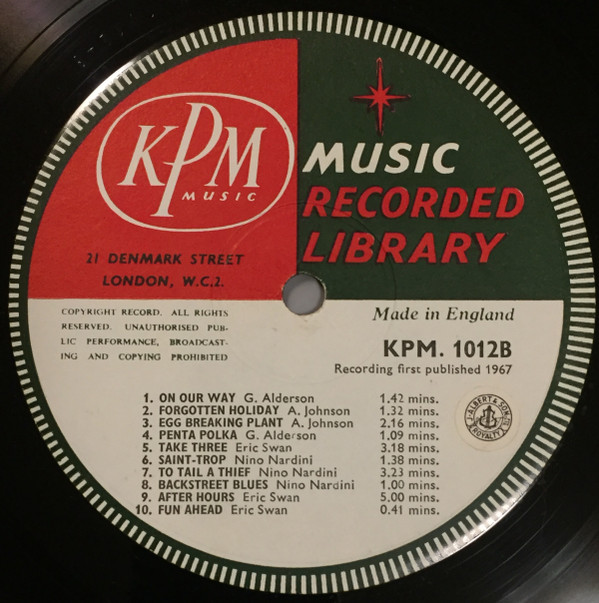 KPM
MUSIC
21 DENMARK STREET
LONDON, W.C.2.
MUSIC
RECORDED
LIBRARY
COPYRIGHT RECORD. ALL RIGHTS
RESERVED. UNAUTHORISED PUB-
LIC PERFORMANCE, BROADCAST-
ING AND COPYING PROHIBITED
Made in England
KPM. 1012B
Recording first published 1967
1. ON OUR WAY G. Alderson 1.42 mins.
2. FORGOTTEN HOLIDAY A. Johnson 1.32 mins.
3. EGG BREAKING PLANT A. Johnson 2.16 mins.
4. PENTA POLKA G. Alderson 1.09 mins.
5. TAKE THREE Eric Swan 3.18 mins.
6. SAINT-TROP Nino Nardini 1.38 mins.
7. TO TAIL A THIEF Nino Nardini 3.23 mins.
8. BACKSTREET BLUES Nino Nardini 1.00 mins.
9. AFTER HOURS Eric Swan 5.00 mins.
10. FUN AHEAD Eric Swan 0.41 mins.
J. ALBERT & SON
ROYALTY